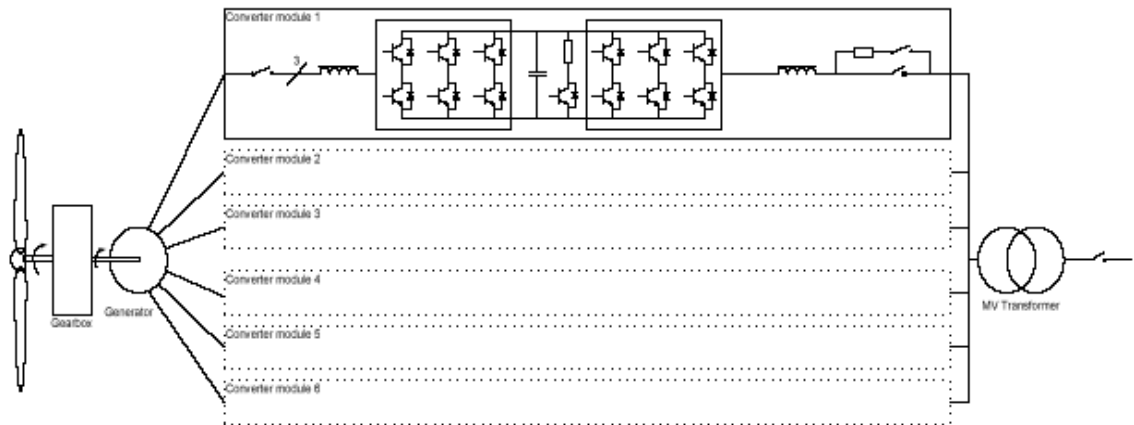 Converter module 1
3
Converter module 2
Converter module 3
Converter module 4
Converter module 5
Converter module 6
Gearbox
Generator
MV Transformer